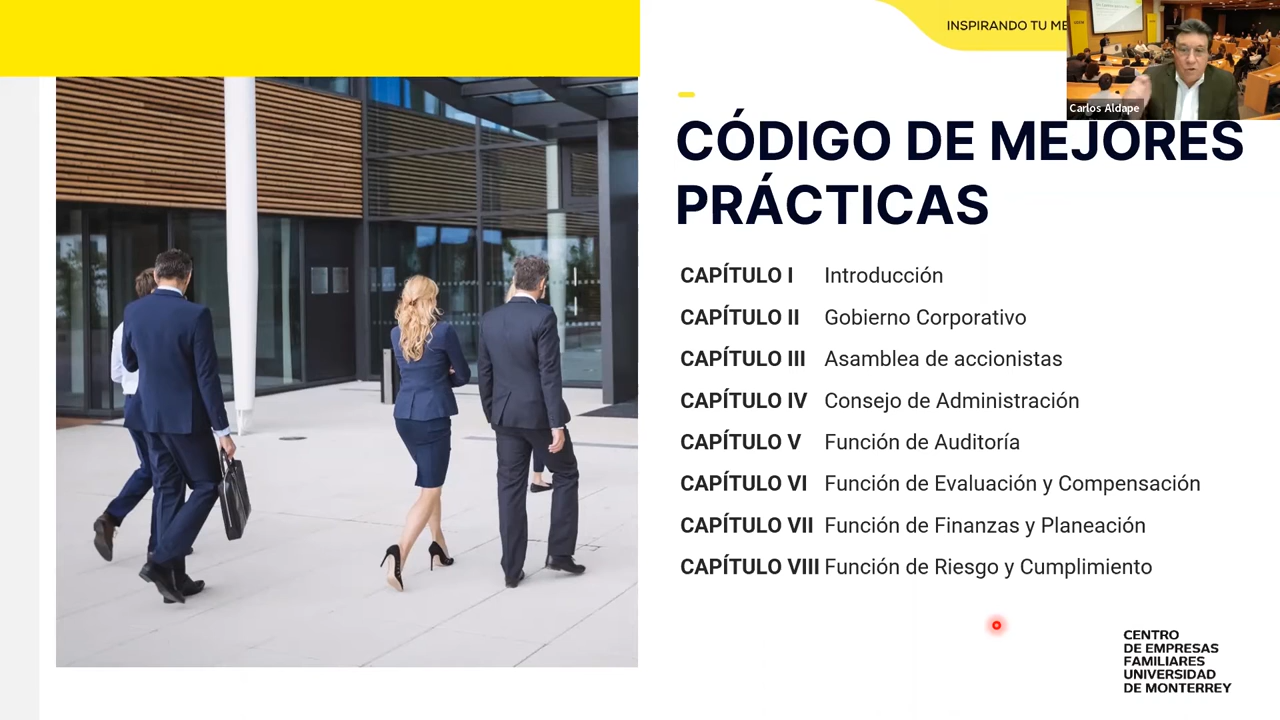 INSPIRANDO TU ME
Carlos Aldape
CÓDIGO DE MEJORES
PRÁCTICAS
CAPÍTULO I Introducción
CAPÍTULO II Gobierno Corporativo
CAPÍTULO III Asamblea de accionistas
CAPÍTULO IV Consejo de Administración
CAPÍTULO V Función de Auditoría
CAPÍTULO VI Función de Evaluación y Compensación
CAPÍTULO VII Función de Finanzas y Planeación
CAPÍTULO VIII Función de Riesgo y Cumplimiento
CENTRO
DE EMPRESAS
FAMILIARES
UNIVERSIDAD
DE MONTERREY